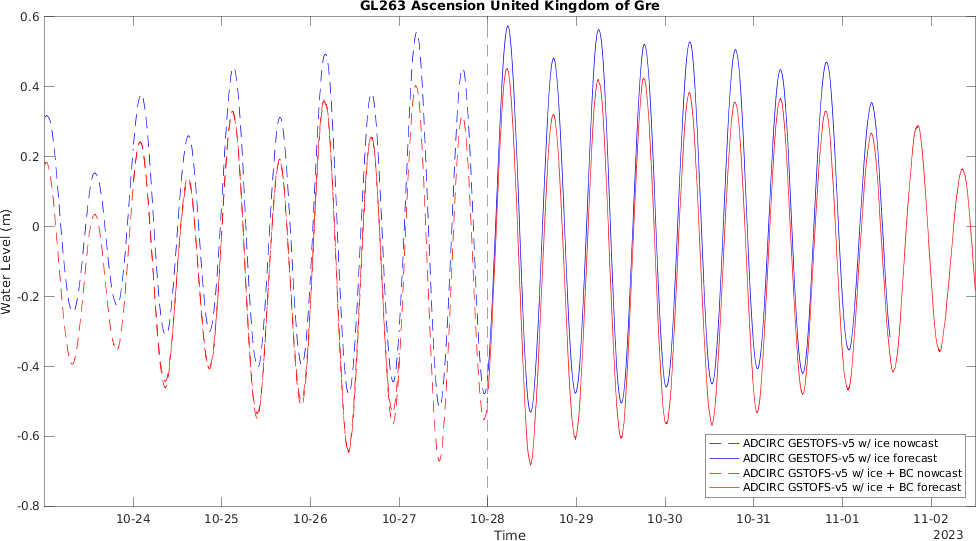 GL263 Ascension United Kingdom of Gre
0.6
0.4
0.2
0
-0.2
-0.4
-0.6
-0.8
Water Level (m)
ADCIRC GESTOFS-v5 w/ ice nowcast
ADCIRC GESTOFS-v5 w/ ice forecast
ADCIRC GSTOFS-v5 w/ ice + BC nowcast
ADCIRC GSTOFS-v5 w/ ice + BC forecast
10-24 10-25 10-26 10-27 10-28 10-29 10-30 10-31 11-01 11-02
Time
2023